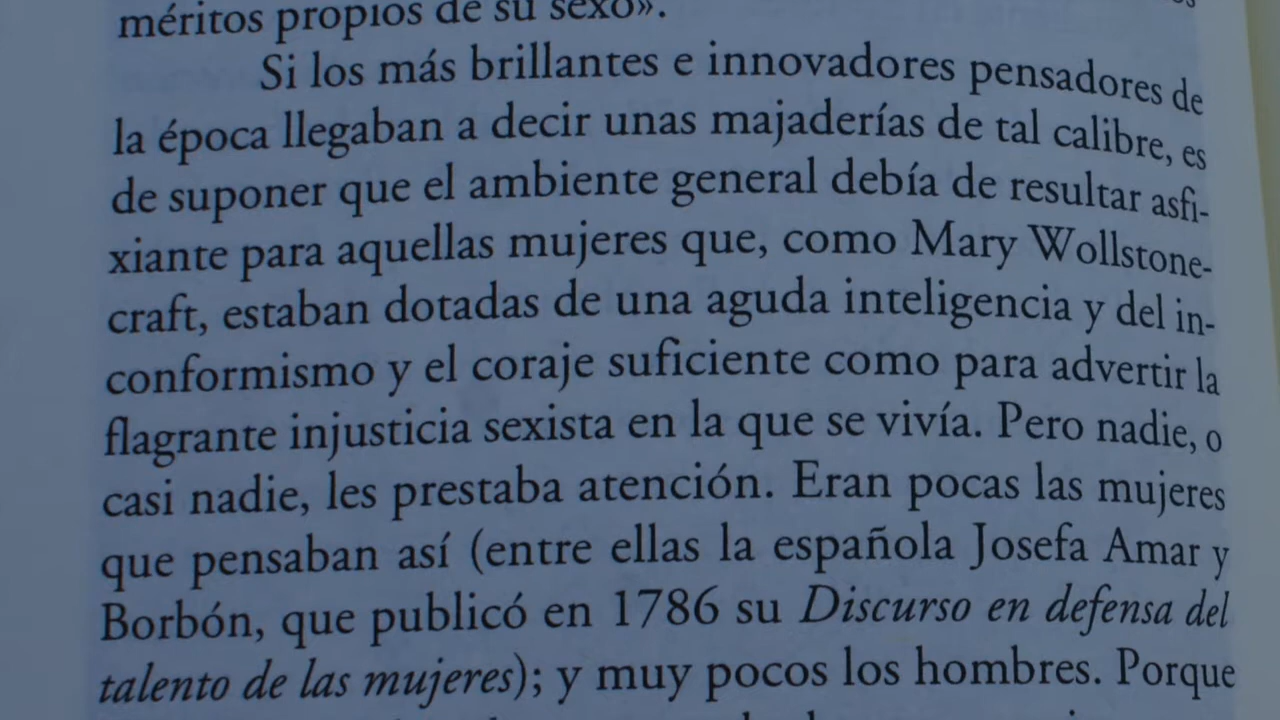 méritos propios de su sexo».
Si los más brillantes e innovadores pensadores de
la época llegaban a decir unas majaderías de tal calibre, es
de suponer que el ambiente general debía de resultar asfi-
xiante para aquellas mujeres que, como Mary Wollstone-
craft, estaban dotadas de una aguda inteligencia y del in-
conformismo y el coraje suficiente como para advertir la
flagrante injusticia sexista en la que se vivía. Pero nadie, o
casi nadie, les prestaba atención. Eran pocas las mujeres
que pensaban así (entre ellas la española Josefa Amar y
Borbón, que publicó en 1786 su Discurso en defensa del
talento de las mujeres); y muy pocos los hombres. Porque